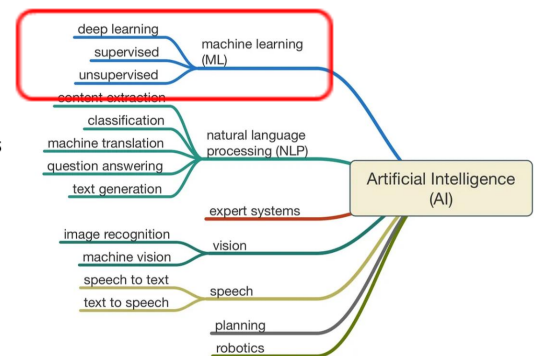 deep learning
supervised
unsupervised
machine learning
(ML)
content extraction
classification
machine translation
question answering
text generation
natural language
processing (NLP)
Artificial Intelligence
(AI)
expert systems
image recognition
machine vision
vision
speech to text
text to speech
speech
planning
robotics